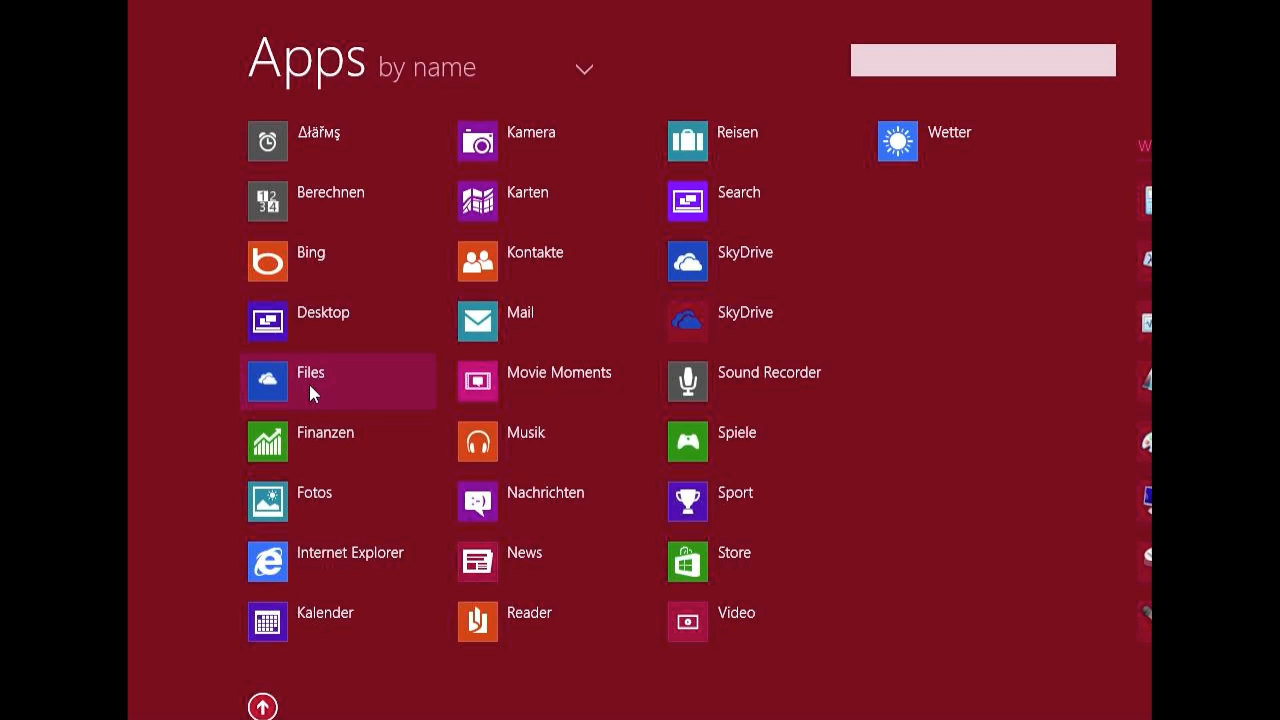 Apps by name
Δłäřмş
Berechnen
Bing
Desktop
Files
Finanzen
Fotos
Internet Explorer
Kalender
Kamera
Karten
Kontakte
Mail
Movie Moments
Musik
Nachrichten
News
Reader
Reisen
Search
SkyDrive
SkyDrive
Sound Recorder
Spiele
Sport
Store
Video
Wetter
W